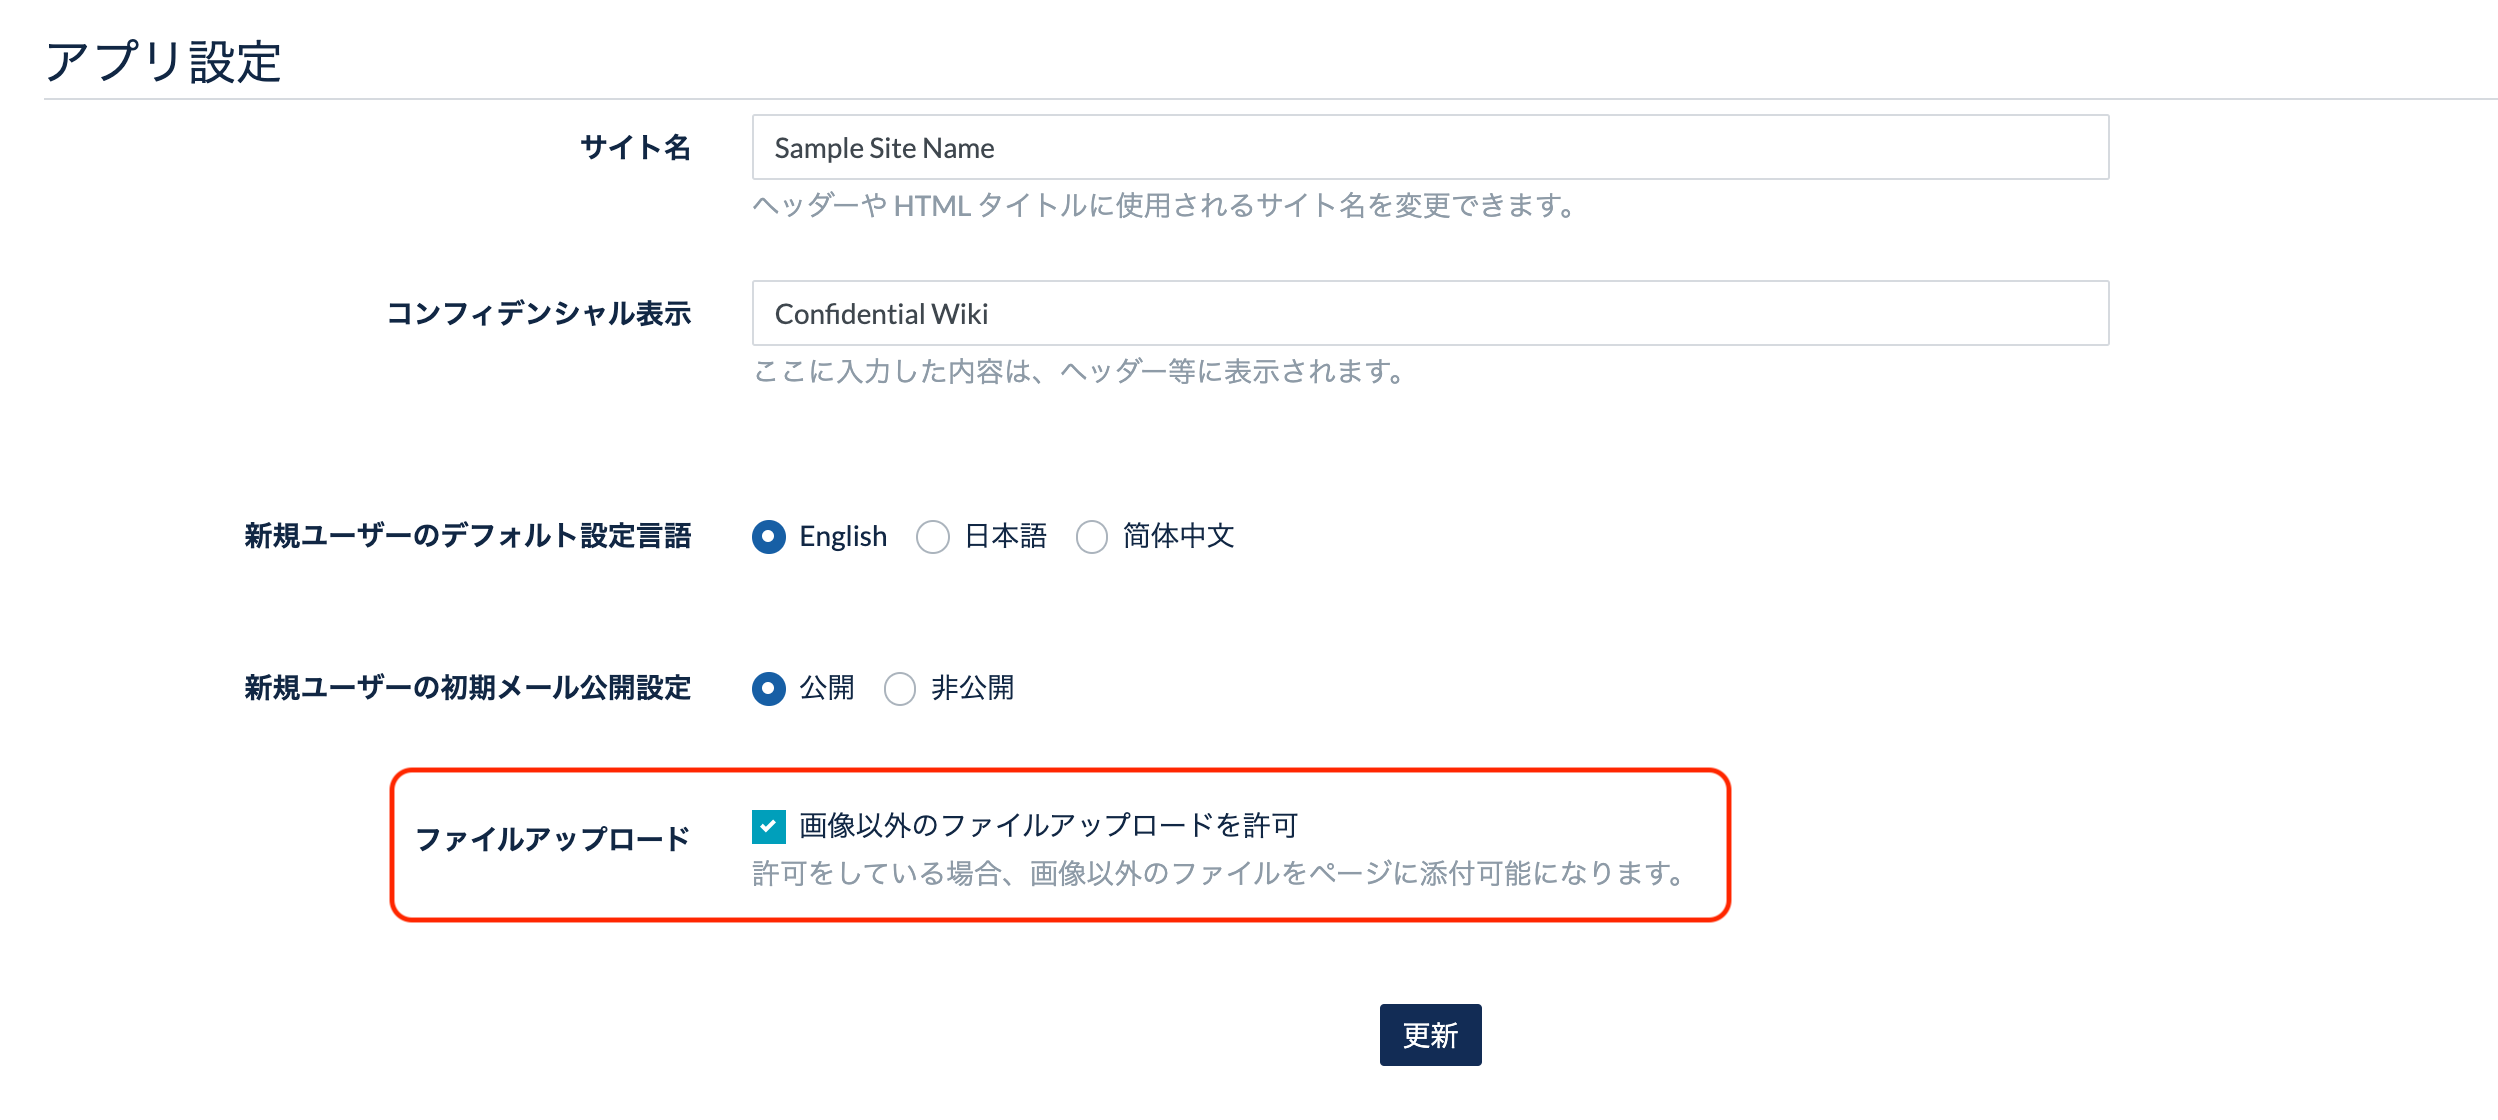 アプリ設定
サイト名 Sample Site Name
ヘッダーや HTML タイトルに使用されるサイト名を変更できます。
コンフィデンシャル表示 Confidential Wiki
ここに入力した内容は、ヘッダー等に表示されます。
新規ユーザーのデフォルト設定言語 English 日本語 简体中文
新規ユーザーの初期メール公開設定 公開 非公開
ファイルアップロード 画像以外のファイルアップロードを許可
許可をしている場合、画像以外のファイルをページに添付可能になります。
更新